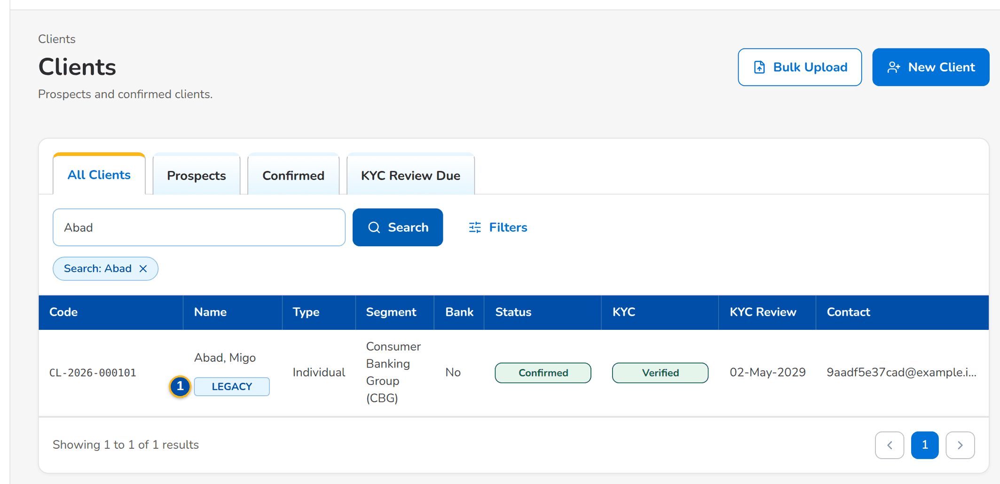 Clients
Clients
Prospects and confirmed clients.
Bulk Upload
New Client
All Clients
Prospects
Confirmed
KYC Review Due
Abad
Search
Filters
Search: Abad
Code Name Type Segment Bank Status KYC KYC Review Contact
CL-2026-000101
Abad, Migo
1
LEGACY
Individual
Consumer
Banking
Group
(CBG)
No
Confirmed
Verified
02-May-2029
9aadf5e37cad@example.i...
Showing 1 to 1 of 1 results
1